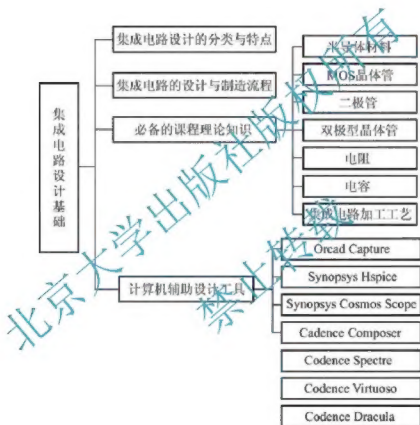 集成电路设计基础
集成电路设计的分类与特点
集成电路的设计与制造流程
必备的课程理论知识
半导体材料
MOS晶体管
二极管
双极型晶体管
电阻
电容
集成电路加工工艺
计算机辅助设计工具
Orcad Capture
Synopsys Hspice
Synopsys Cosmos Scope
Cadence Composer
Codence Spectre
Codence Virtuoso
Codence Dracula
北京大学出版社版权所有
禁止转载